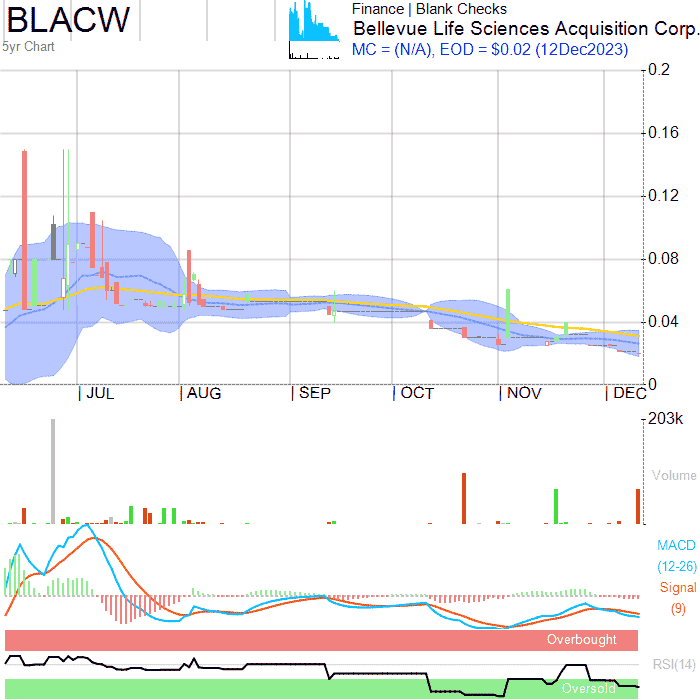 BLACW
5yr Chart
Finance | Blank Checks
Bellevue Life Sciences Acquisition Corp.
MC = (N/A), EOD = $0.02 (12Dec2023)
0.2
0.16
0.12
0.08
0.04
0
| JUL | AUG | SEP | OCT | NOV | DEC
203k
Volume
MACD
(12-26)
Signal
(9)
Overbought
RSI(14)
Oversold